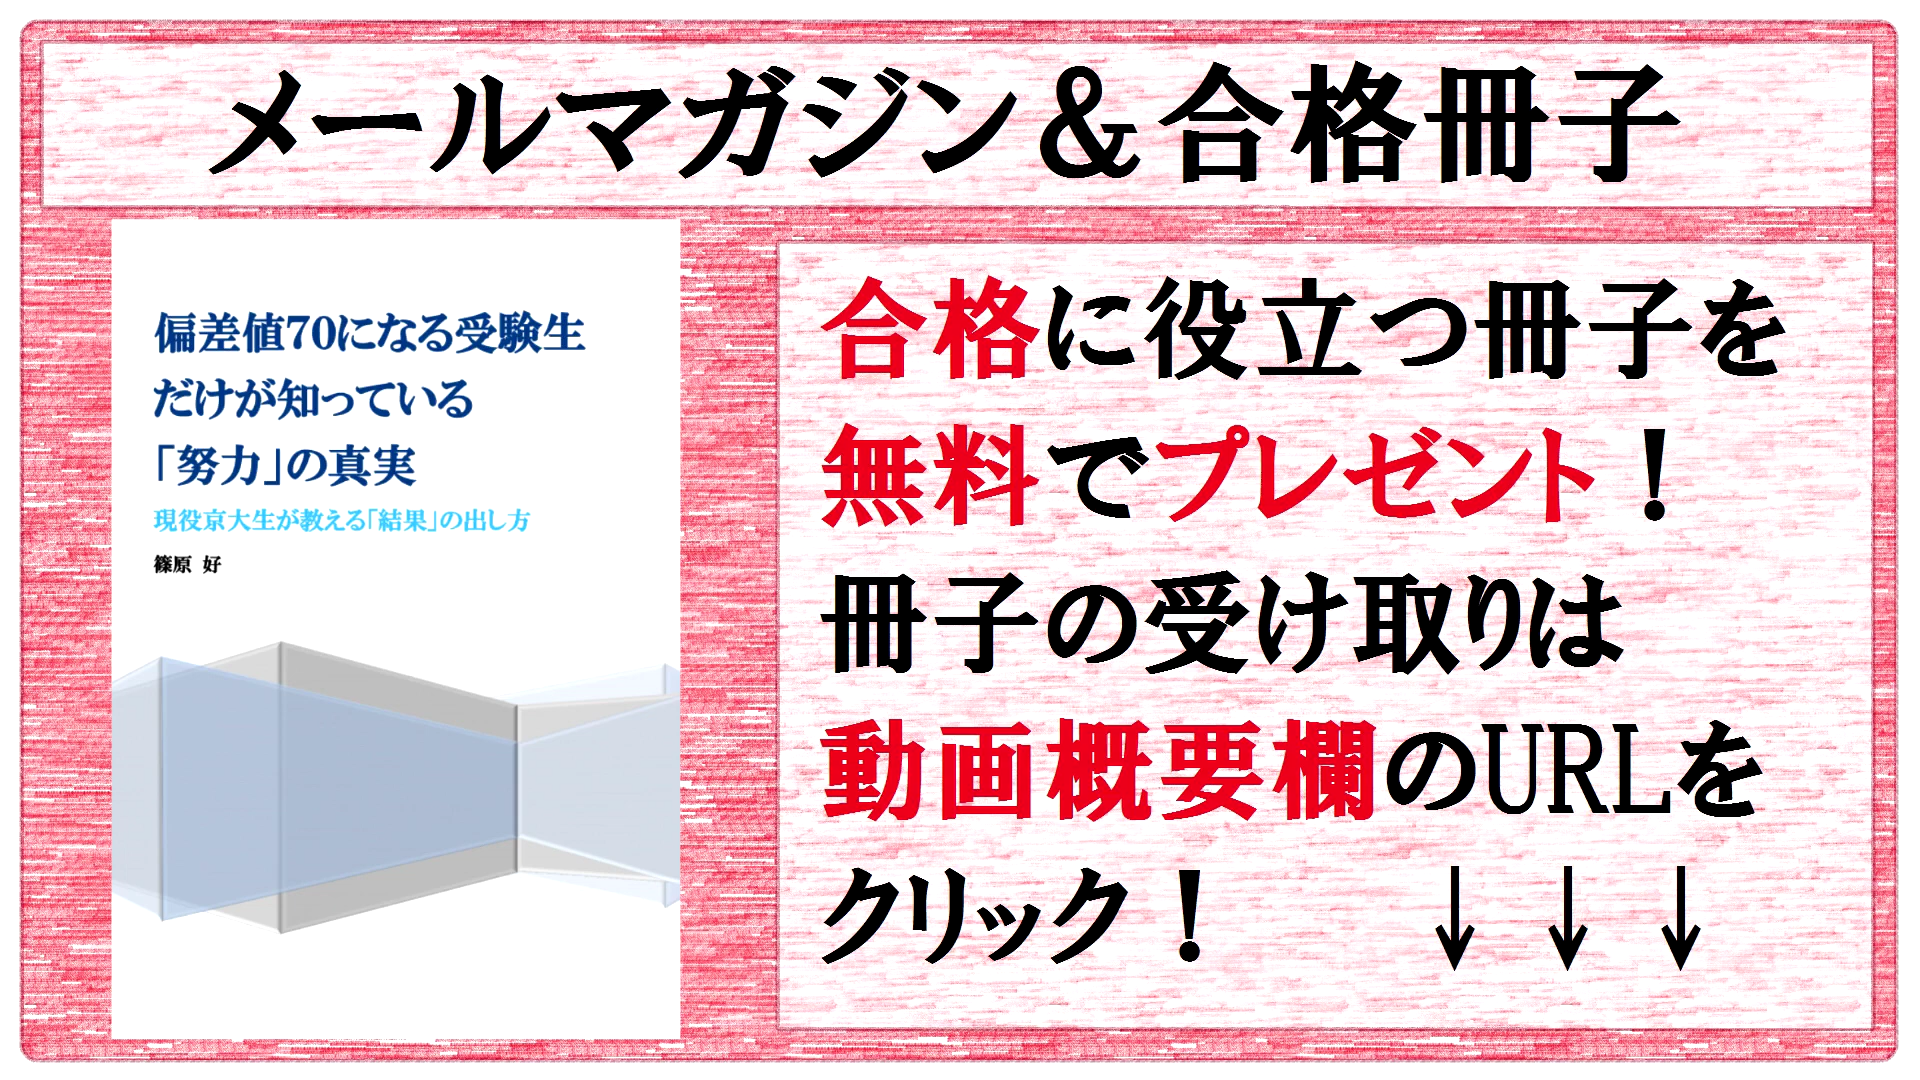 メールマガジン＆合格冊子
偏差値70になる受験生
だけが知っている
「努力」の真実
現役京大生が教える「結果」の出し方
篠原 好
合格に役立つ冊子を
無料でプレゼント！
冊子の受け取りは
動画概要欄のURLを
クリック！　　↓↓↓